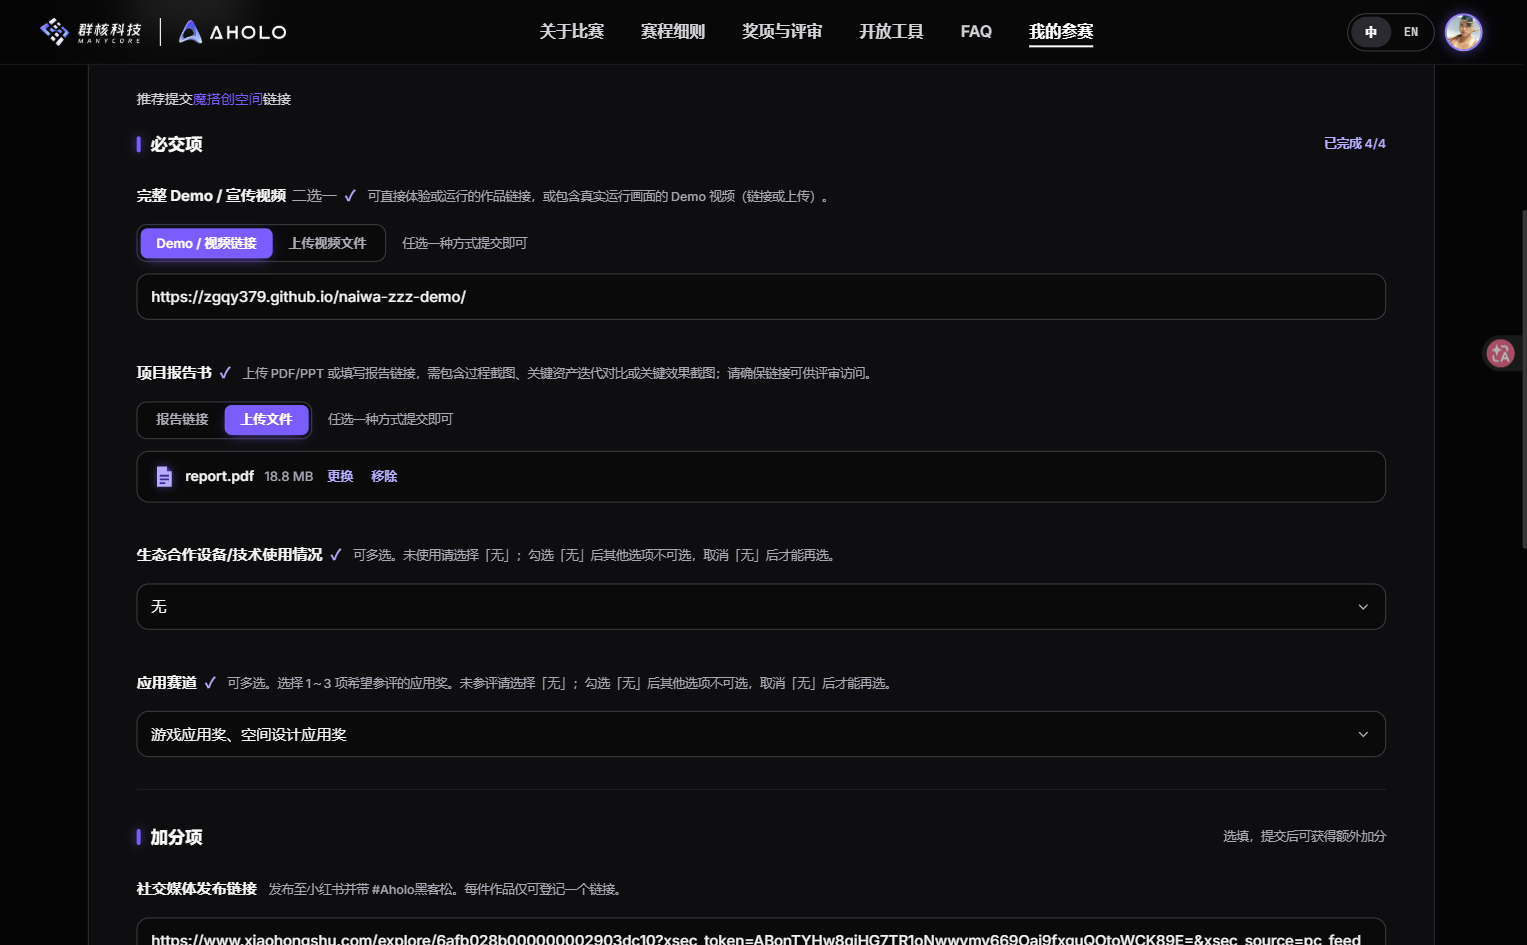 群核科技
MANYCORE
AHOLO
关于比赛
赛程细则
奖项与评审
开放工具
FAQ
我的参赛
中
EN
推荐提交魔搭创空间链接
必交项
已完成 4/4
完整 Demo / 宣传视频 二选一 ✓ 可直接体验或运行的作品链接，或包含真实运行画面的 Demo 视频（链接或上传）。
Demo / 视频链接
上传视频文件
任选一种方式提交即可
https://zgqy379.github.io/naiwa-zzz-demo/
项目报告书 ✓ 上传 PDF/PPT 或填写报告链接，需包含过程截图、关键资产迭代对比或关键效果截图；请确保链接可供评审访问。
报告链接
上传文件
任选一种方式提交即可
report.pdf 18.8 MB 更换 移除
生态合作设备/技术使用情况 ✓ 可多选。未使用请选择「无」；勾选「无」后其他选项不可选，取消「无」后才能再选。
无
应用赛道 ✓ 可多选。选择 1～3 项希望参评的应用奖。未参评请选择「无」；勾选「无」后其他选项不可选，取消「无」后才能再选。
游戏应用奖、空间设计应用奖
加分项
选填，提交后可获得额外加分
社交媒体发布链接 发布至小红书并带 #Aholo黑客松。每件作品仅可登记一个链接。